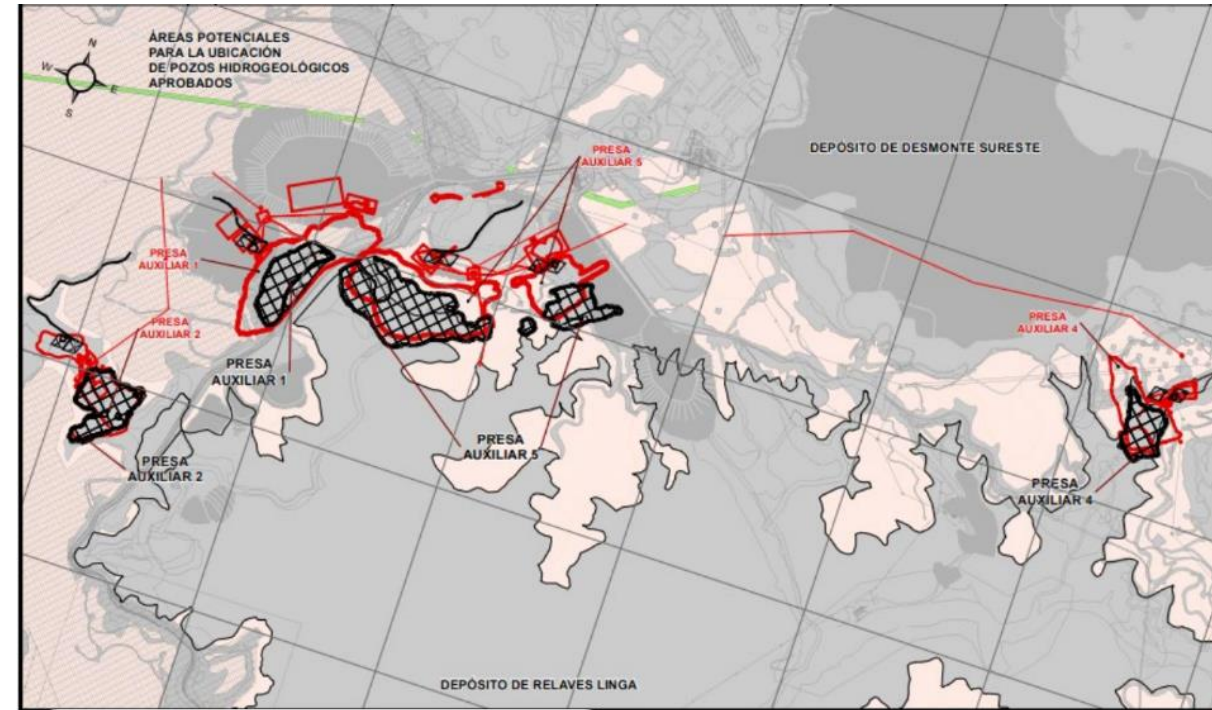 ÁREAS POTENCIALES
PARA LA UBICACIÓN
DE POZOS HIDROGEOLÓGICOS
APROBADOS
N
W
E
S
DEPÓSITO DE DESMONTE SURESTE
PRESA
AUXILIAR 5
PRESA
AUXILIAR 1
PRESA
AUXILIAR 2
PRESA
AUXILIAR 4
PRESA
AUXILIAR 1
PRESA
AUXILIAR 5
PRESA
AUXILIAR 2
PRESA
AUXILIAR 4
DEPÓSITO DE RELAVES LINGA